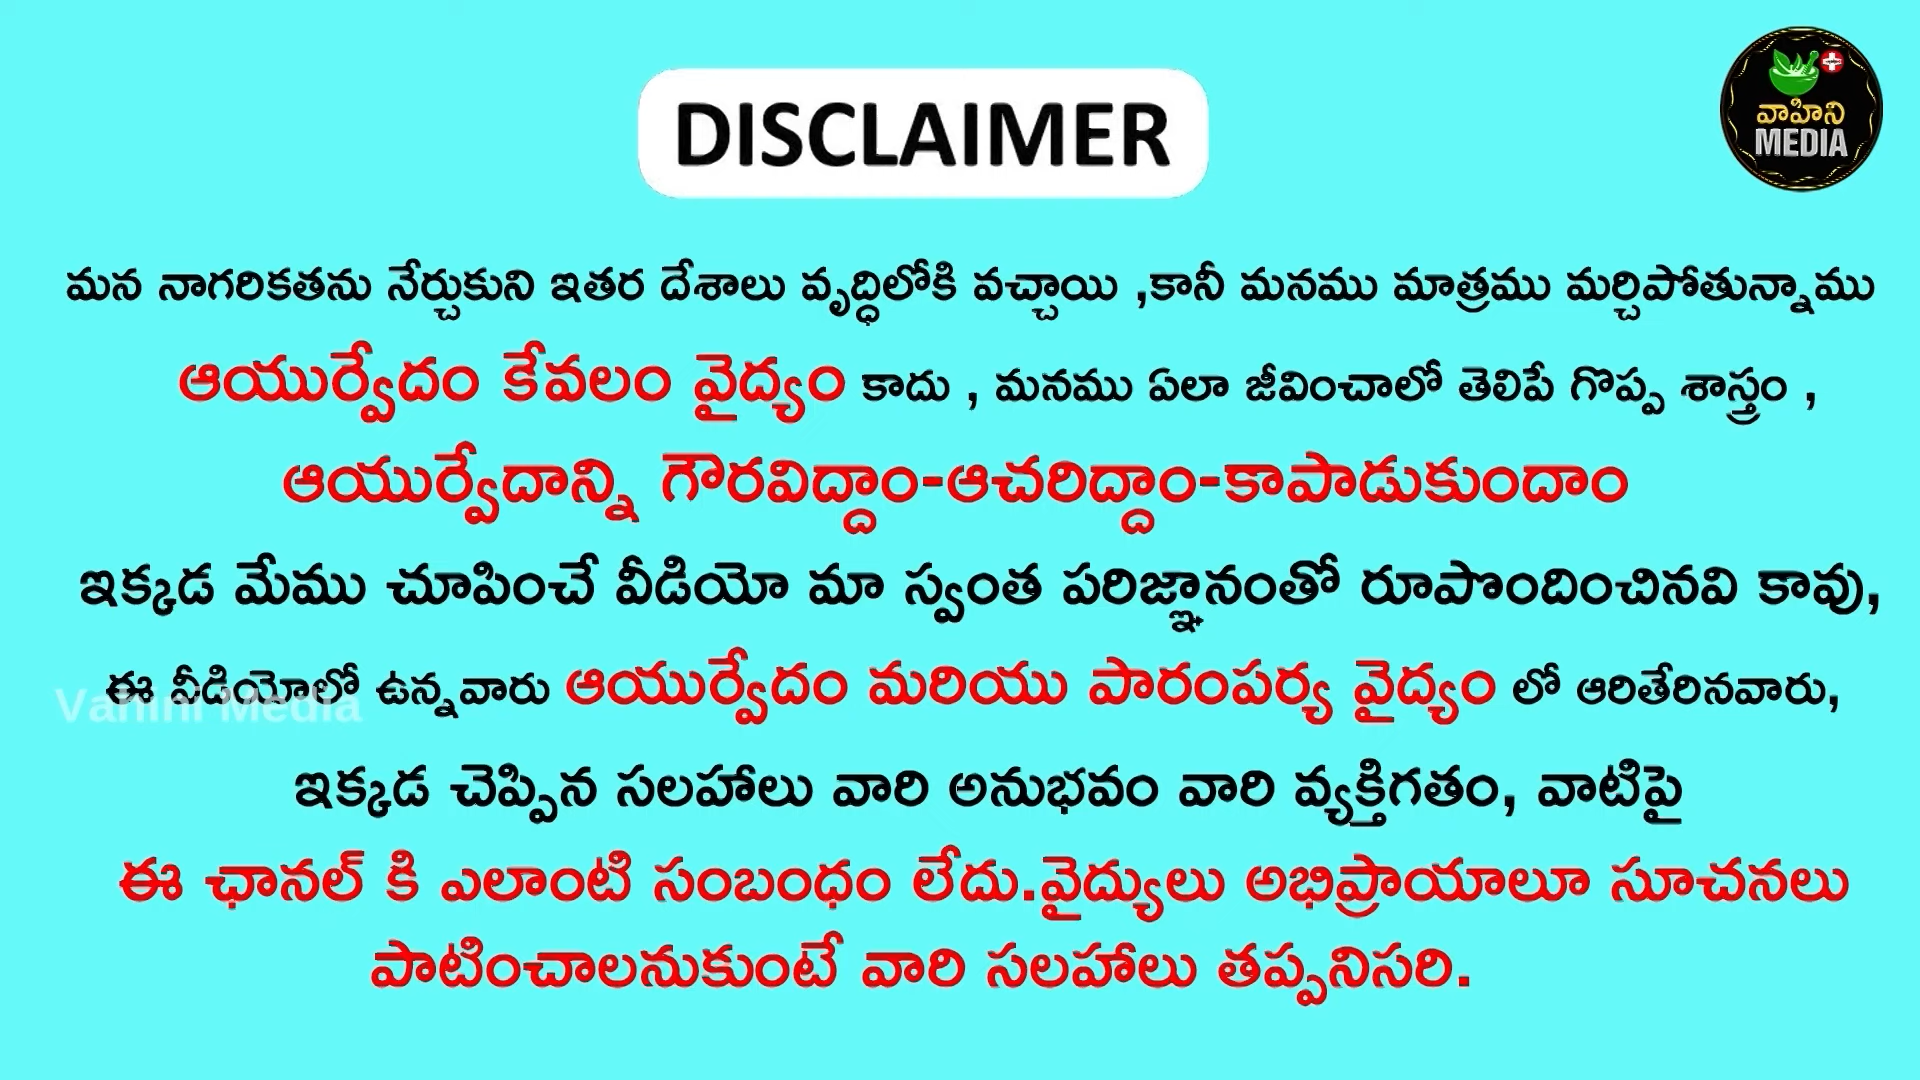 DISCLAIMER
వాహిని
MEDIA
మన నాగరికతను నేర్చుకుని ఇతర దేశాలు వృద్ధిలోకి వచ్చాయి ,కానీ మనము మాత్రము మర్చిపోతున్నాము
ఆయుర్వేదం కేవలం వైద్యం కాదు , మనము ఏలా జీవించాలో తెలిపే గొప్ప శాస్త్రం ,
ఆయుర్వేదాన్ని గౌరవిద్దాం-ఆచరిద్దాం-కాపాడుకుందాం
ఇక్కడ మేము చూపించే వీడియో మా స్వంత పరిజ్ఞానంతో రూపొందించినవి కావు,
ఈ వీడియోలో ఉన్నవారు ఆయుర్వేదం మరియు పారంపర్య వైద్యం లో ఆరితేరినవారు,
Vahini Media
ఇక్కడ చెప్పిన సలహాలు వారి అనుభవం వారి వ్యక్తిగతం, వాటిపై
ఈ ఛానల్ కి ఎలాంటి సంబంధం లేదు.వైద్యులు అభిప్రాయాలూ సూచనలు
పాటించాలనుకుంటే వారి సలహాలు తప్పనిసరి.